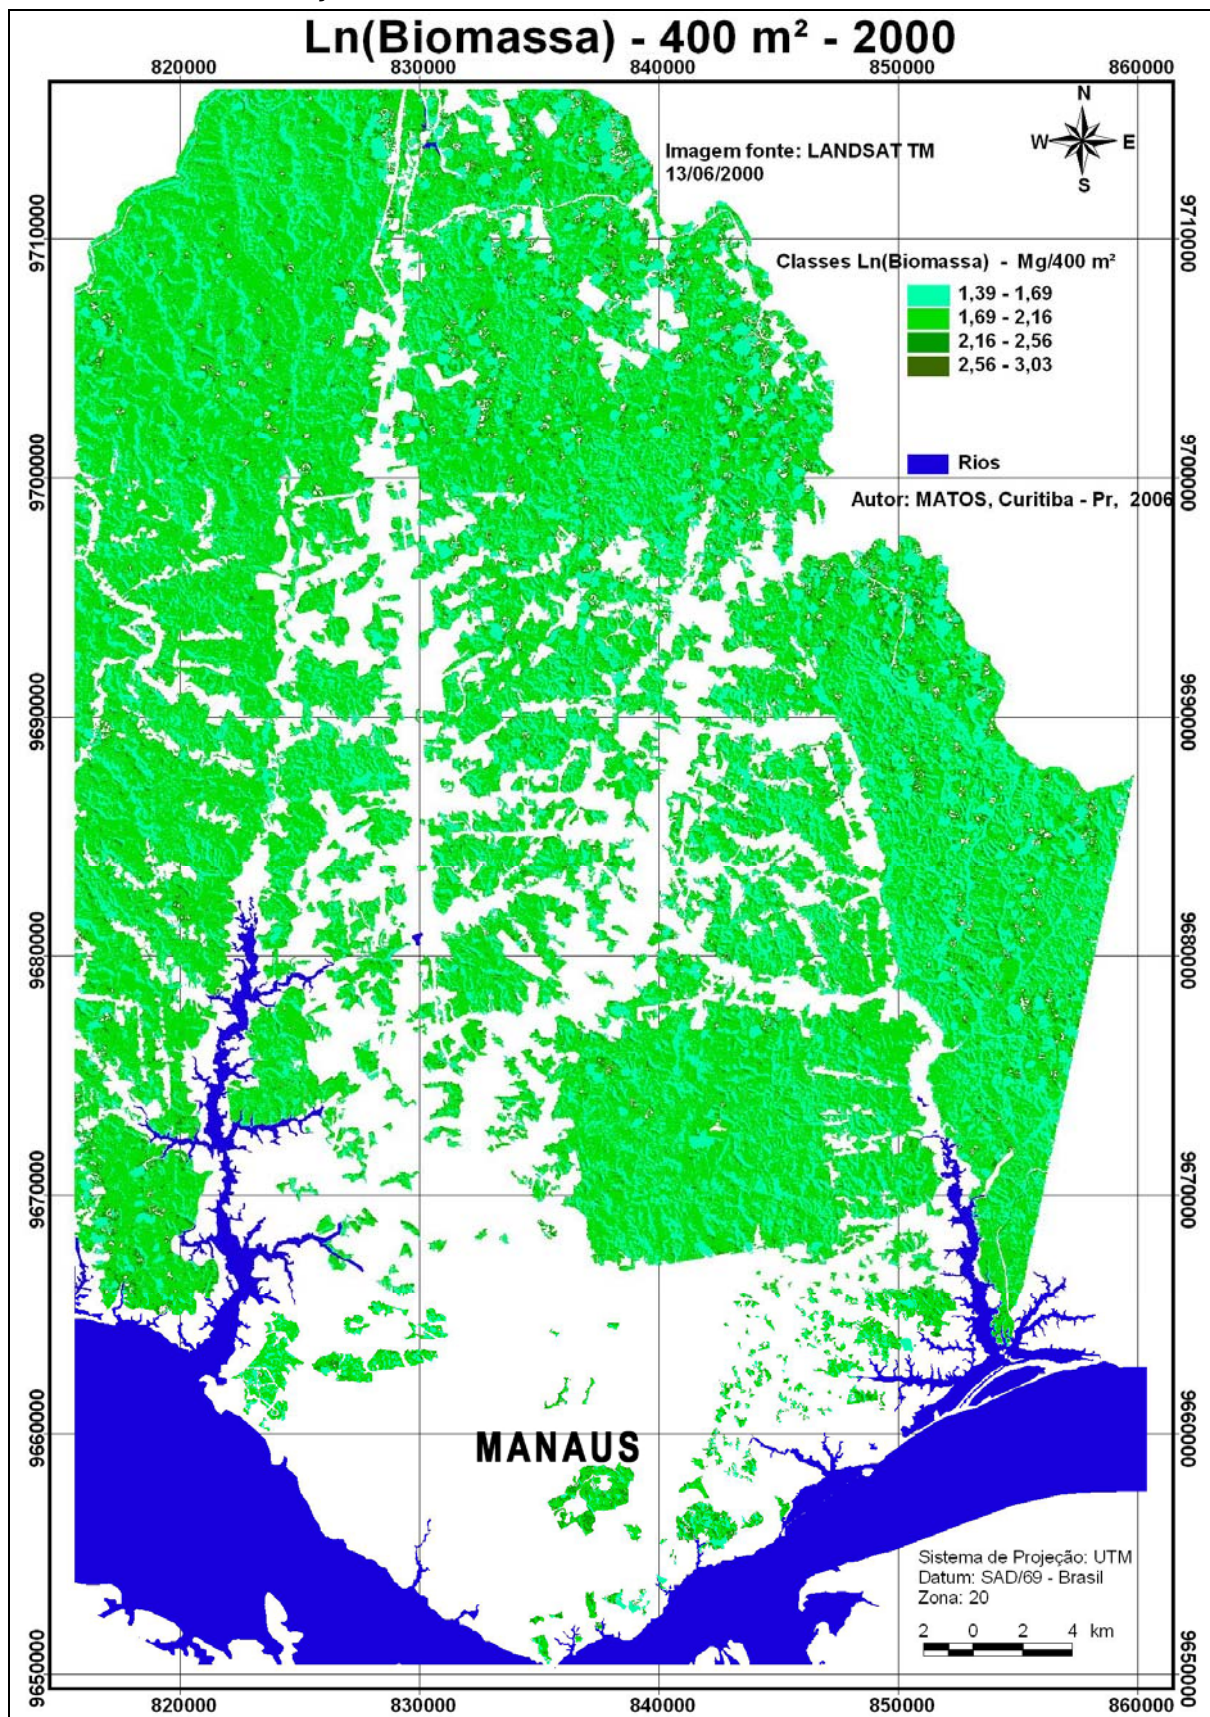 Ln(Biomassa) - 400 m² - 2000
820000 830000 840000 850000 860000
N
W E
S
Imagem fonte: LANDSAT TM
13/06/2000
9710000 9710000
Classes Ln(Biomassa) - Mg/400 m²
1,39 - 1,69
1,69 - 2,16
2,16 - 2,56
2,56 - 3,03
Rios
9700000 9700000
Autor: MATOS, Curitiba - Pr, 2006
9690000 9690000
9680000 9680000
9670000 9670000
9660000 9660000
MANAUS
Sistema de Projeção: UTM
Datum: SAD/69 - Brasil
Zona: 20
2 0 2 4 km
9650000 9650000
820000 830000 840000 850000 860000